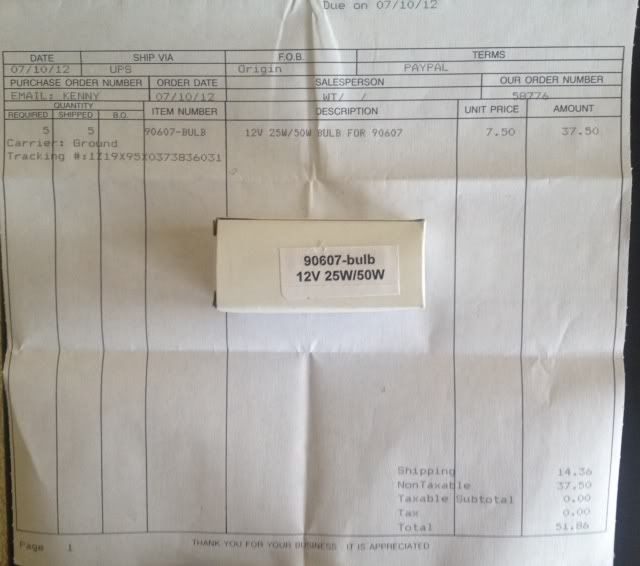 Due on 07/10/12
DATE SHIP VIA F.O.B. TERMS
07/10/12 UPS Origin PAYPAL
PURCHASE ORDER NUMBER ORDER DATE SALESPERSON OUR ORDER NUMBER
EMAIL: KENNY 07/10/12 WT/ / 58776
QUANTITY
REQUIRED SHIPPED B.O. ITEM NUMBER DESCRIPTION UNIT PRICE AMOUNT
5 5 90607-BULB 12V 25W/50W BULB FOR 90607 7.50 37.50
Carrier: Ground
Tracking #:1Z19X95X0373836031
90607-bulb
12V 25W/50W
Shipping 14.36
NonTaxable 37.50
Taxable Subtotal 0.00
Tax 0.00
Total 51.86
Page 1 THANK YOU FOR YOUR BUSINESS IT IS APPRECIATED